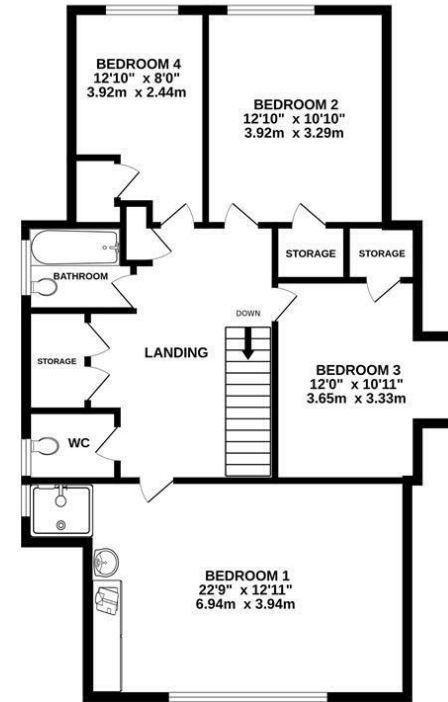 BEDROOM 4
12'10" x 8'0"
3.92m x 2.44m
BEDROOM 2
12'10" x 10'10"
3.92m x 3.29m
STORAGE
STORAGE
BATHROOM
DOWN
LANDING
STORAGE
BEDROOM 3
12'0" x 10'11"
3.65m x 3.33m
WC
BEDROOM 1
22'9" x 12'11"
6.94m x 3.94m